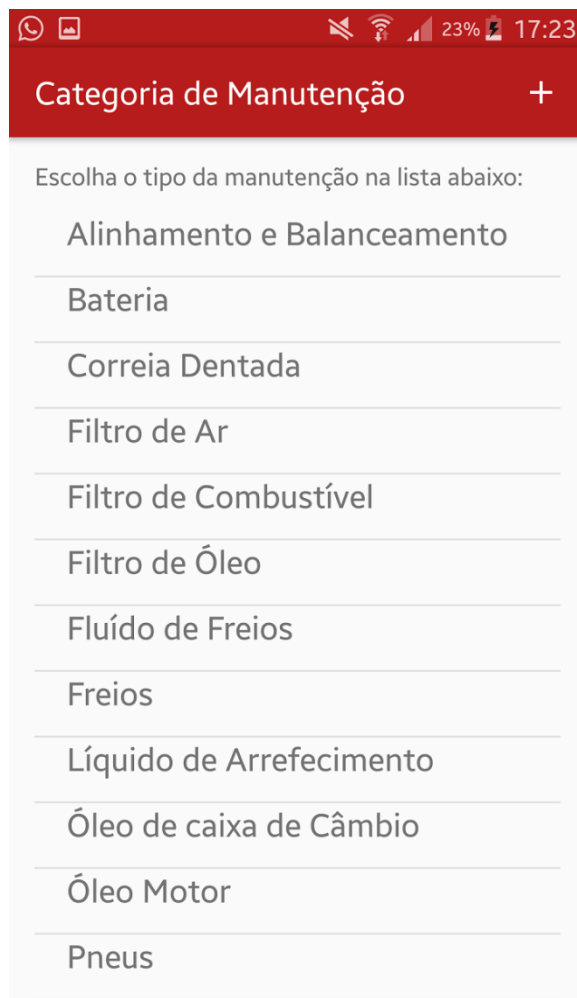 23% 17:23
Categoria de Manutenção +
Escolha o tipo da manutenção na lista abaixo:
Alinhamento e Balanceamento
Bateria
Correia Dentada
Filtro de Ar
Filtro de Combustível
Filtro de Óleo
Fluído de Freios
Freios
Líquido de Arrefecimento
Óleo de caixa de Câmbio
Óleo Motor
Pneus